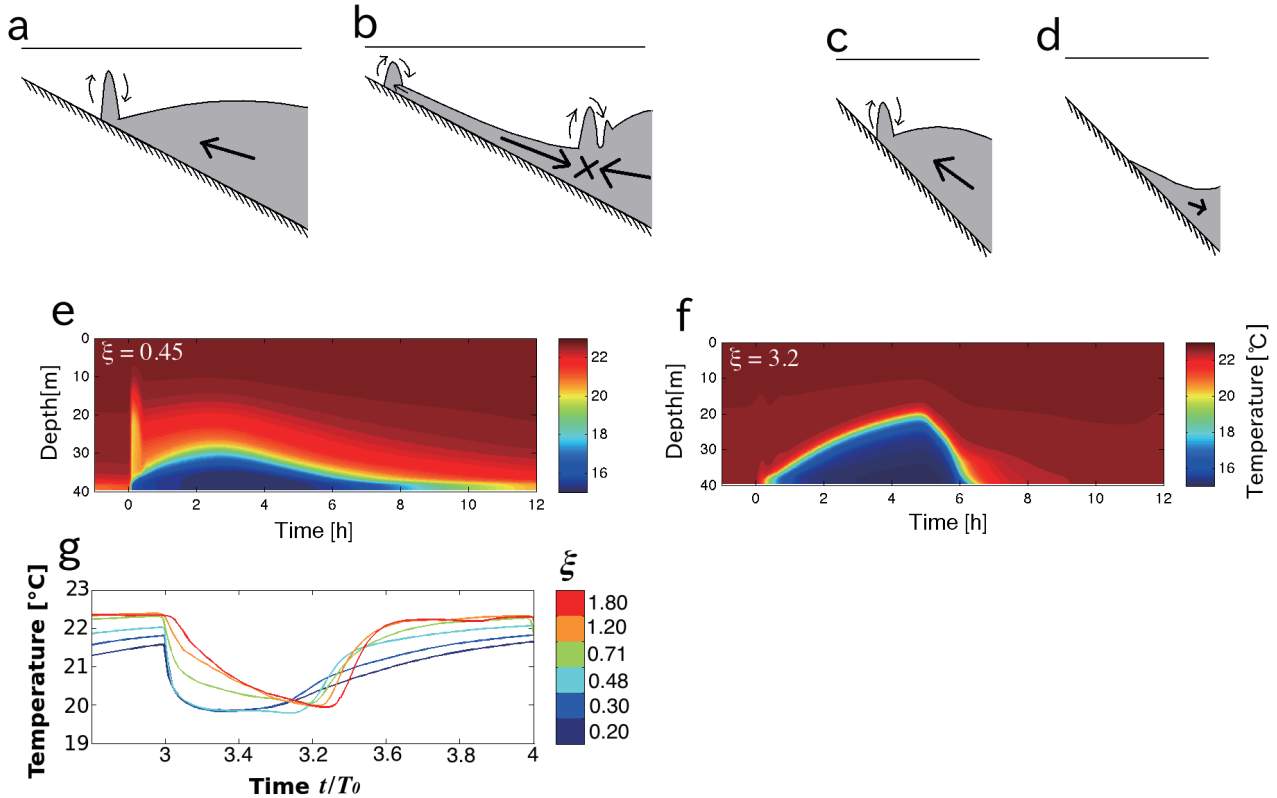 a
b
c
d
e
ξ = 0.45
0
10
20
30
40
Depth[m]
0 2 4 6 8 10 12
Time [h]
22
20
18
16
f
ξ = 3.2
0
10
20
30
40
Depth[m]
0 2 4 6 8 10 12
Time [h]
22
20
18
16
Temperature [℃]
g
23
22
21
20
19
Temperature [°C]
3 3.4 3.2 3.6 3.8 4
Time t/T₀
ξ
1.80
1.20
0.71
0.48
0.30
0.20